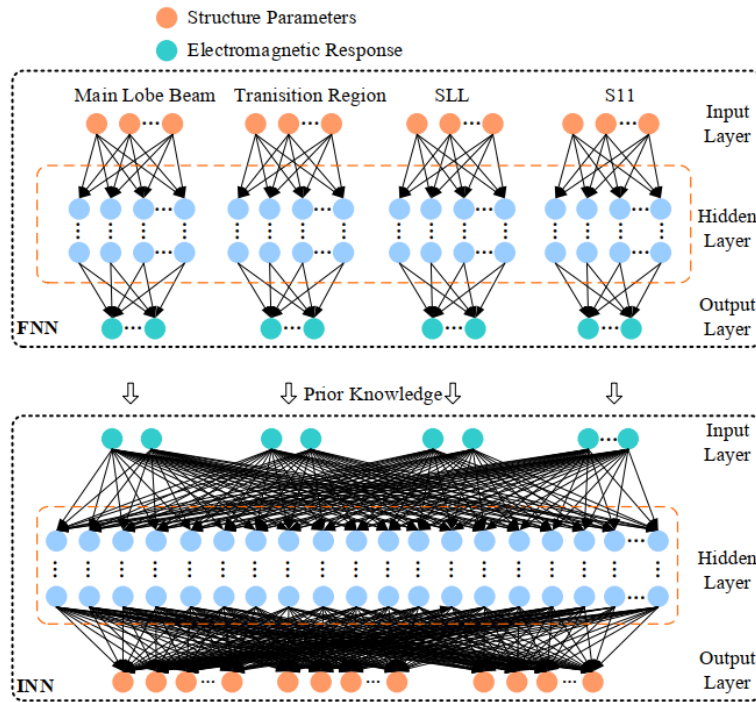 Structure Parameters
Electromagnetic Response
Main Lobe Beam
Tranisition Region
SLL
S11
Input
Layer
Hidden
Layer
Output
Layer
FNN
Prior Knowledge
Input
Layer
Hidden
Layer
Output
Layer
INN